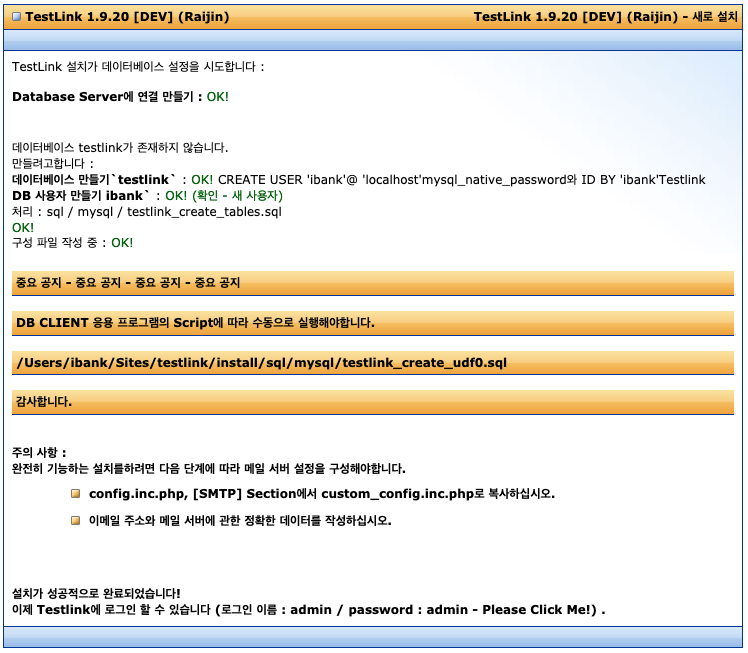 TestLink 1.9.20 [DEV] (Raijin)
TestLink 1.9.20 [DEV] (Raijin) - 새로 설치
TestLink 설치가 데이터베이스 설정을 시도합니다 :
Database Server에 연결 만들기 : OK!
데이터베이스 testlink가 존재하지 않습니다.
만들려고합니다 :
데이터베이스 만들기`testlink` : OK! CREATE USER 'ibank'@ 'localhost'mysql_native_password와 ID BY 'ibank'Testlink
DB 사용자 만들기 ibank` : OK! (확인 - 새 사용자)
처리 : sql / mysql / testlink_create_tables.sql
OK!
구성 파일 작성 중 : OK!
중요 공지 - 중요 공지 - 중요 공지 - 중요 공지
DB CLIENT 응용 프로그램의 Script에 따라 수동으로 실행해야합니다.
/Users/ibank/Sites/testlink/install/sql/mysql/testlink_create_udf0.sql
감사합니다.
주의 사항 :
완전히 기능하는 설치를하려면 다음 단계에 따라 메일 서버 설정을 구성해야합니다.
config.inc.php, [SMTP] Section에서 custom_config.inc.php로 복사하십시오.
이메일 주소와 메일 서버에 관한 정확한 데이터를 작성하십시오.
설치가 성공적으로 완료되었습니다!
이제 Testlink에 로그인 할 수 있습니다 (로그인 이름 : admin / password : admin - Please Click Me!) .